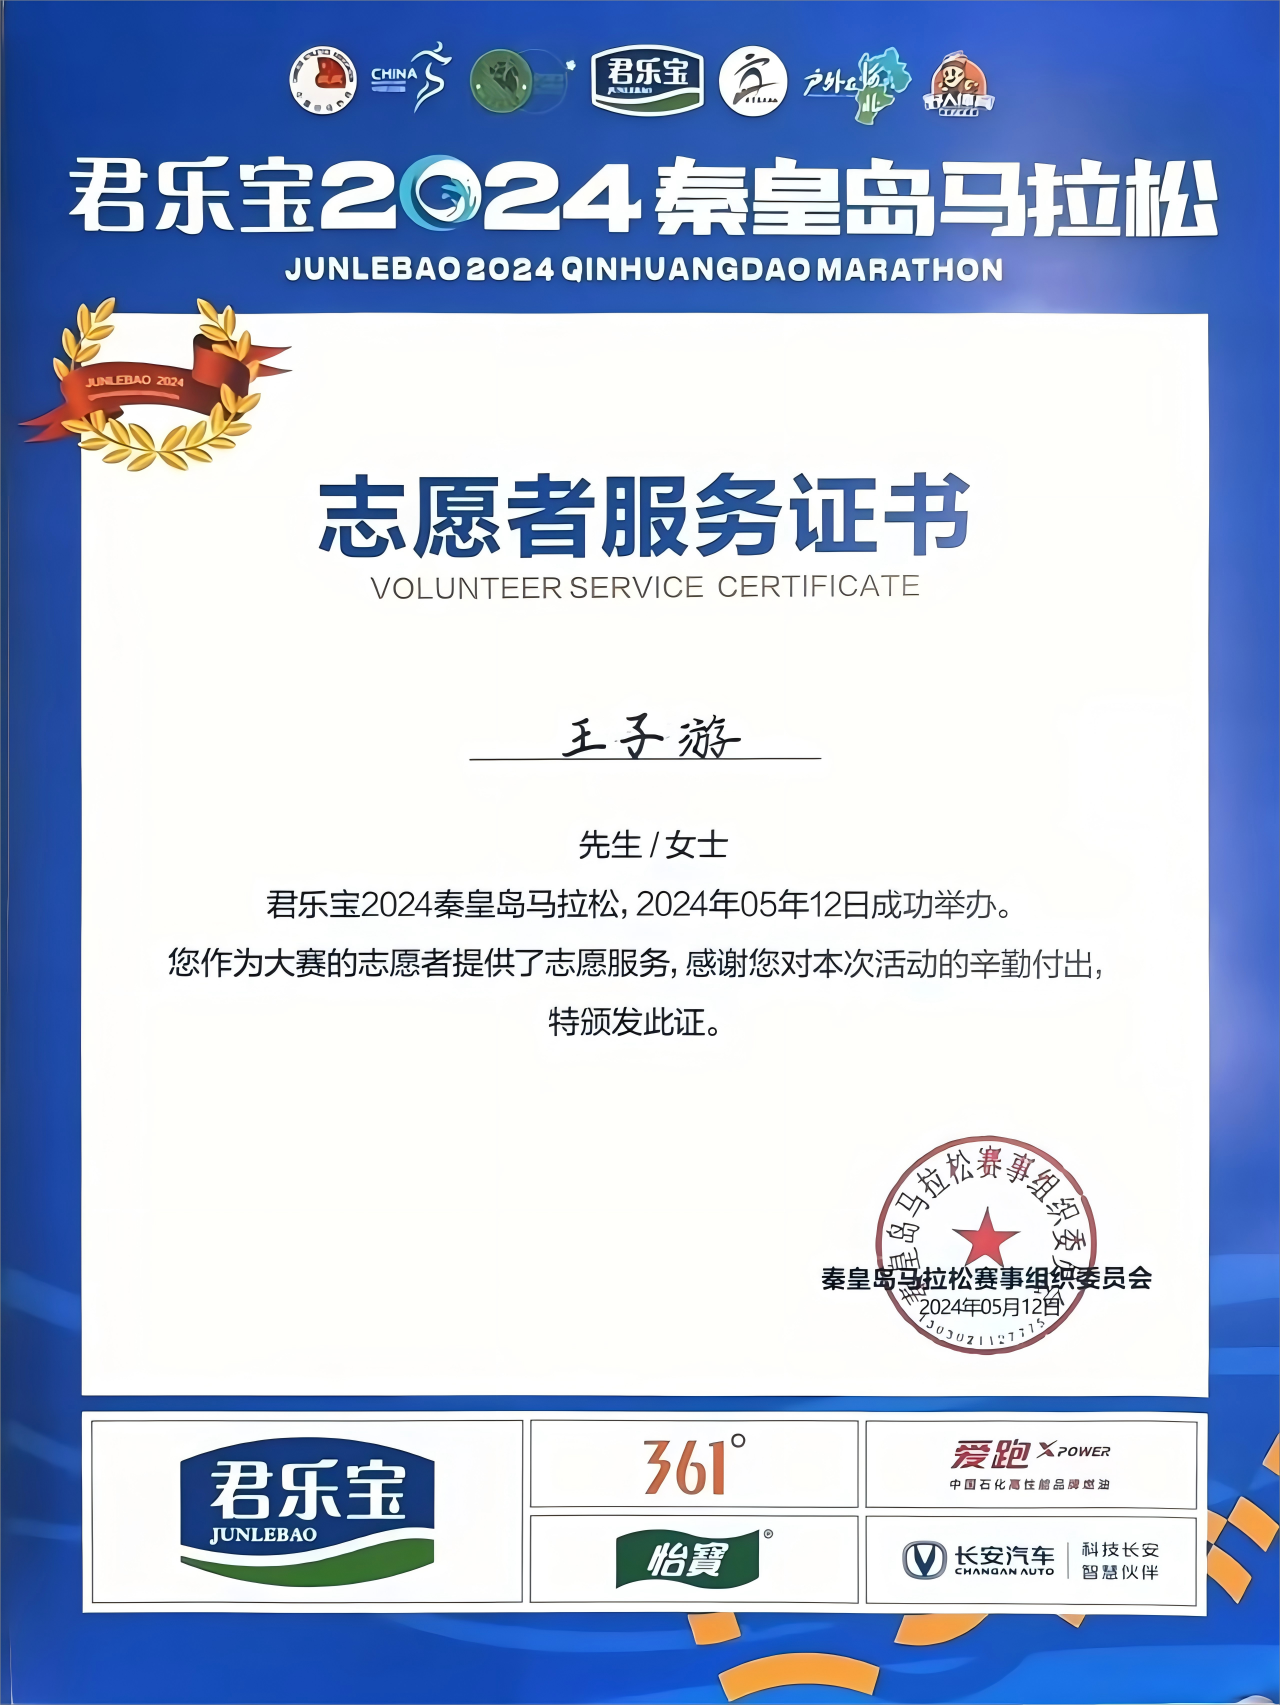 CHINA
君乐宝
JUNLEBAO
户外在河北
君乐宝2024秦皇岛马拉松
JUNLEBAO 2024 QINHUANGDAO MARATHON
JUNLEBAO 2024
志愿者服务证书
VOLUNTEER SERVICE CERTIFICATE
王子游
先生 / 女士
君乐宝2024秦皇岛马拉松, 2024年05年12日成功举办。
您作为大赛的志愿者提供了志愿服务, 感谢您对本次活动的辛勤付出,
特颁发此证。
秦皇岛马拉松赛事组织委员会
秦皇岛马拉松赛事组织委员会
2024年05月12日
君乐宝
JUNLEBAO
361°
爱跑 X POWER
中国石化高性能品牌燃油
怡寶®
长安汽车
CHANGAN AUTO
科技长安
智慧伙伴